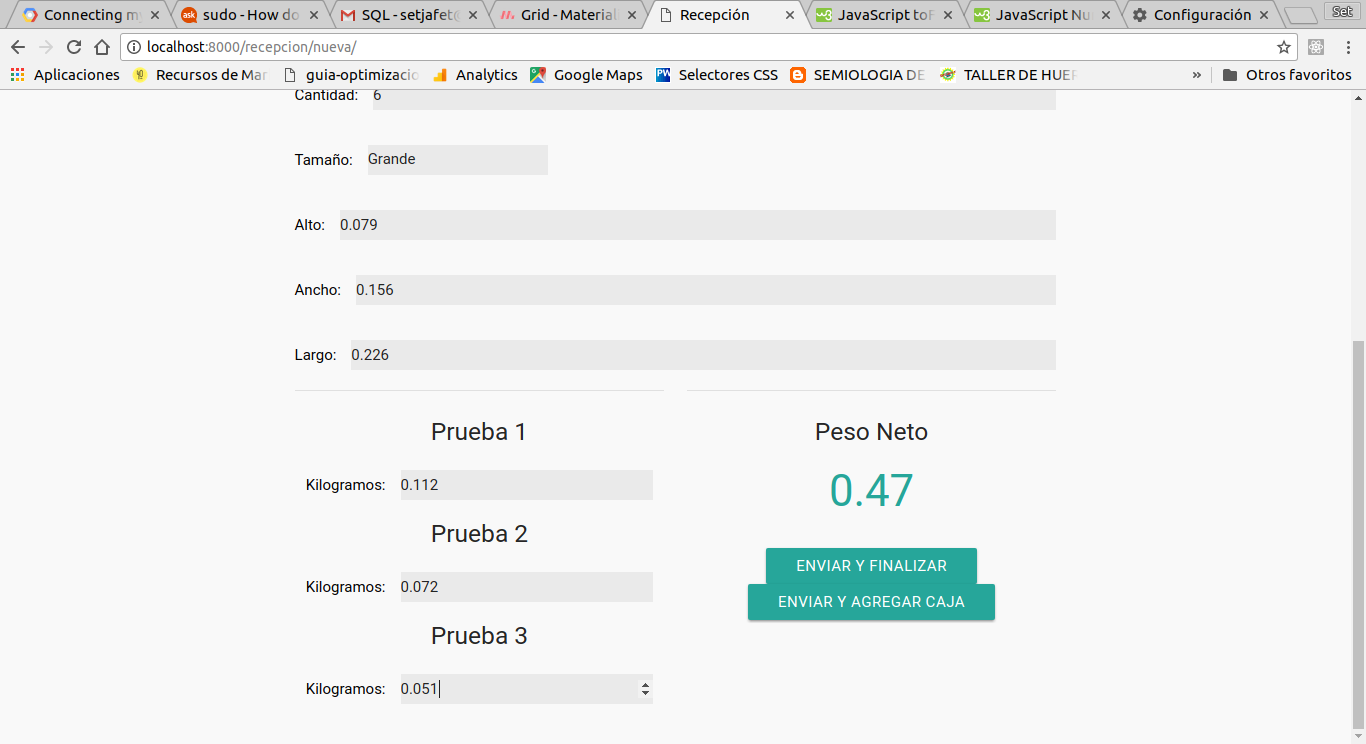 Connecting my
sudo - How do
SQL - setjafet@
Grid - Material
Recepción
JavaScript toF
JavaScript Nu
Configuración
Set
localhost:8000/recepcion/nueva/
Aplicaciones
Recursos de Mar
guia-optimizacio
Analytics
Google Maps
Selectores CSS
SEMIOLOGIA DE
TALLER DE HUER
»
Otros favoritos
Cantidad: 6
Tamaño: Grande
Alto: 0.079
Ancho: 0.156
Largo: 0.226
Prueba 1
Kilogramos: 0.112
Prueba 2
Kilogramos: 0.072
Prueba 3
Kilogramos: 0.051
Peso Neto
0.47
ENVIAR Y FINALIZAR
ENVIAR Y AGREGAR CAJA